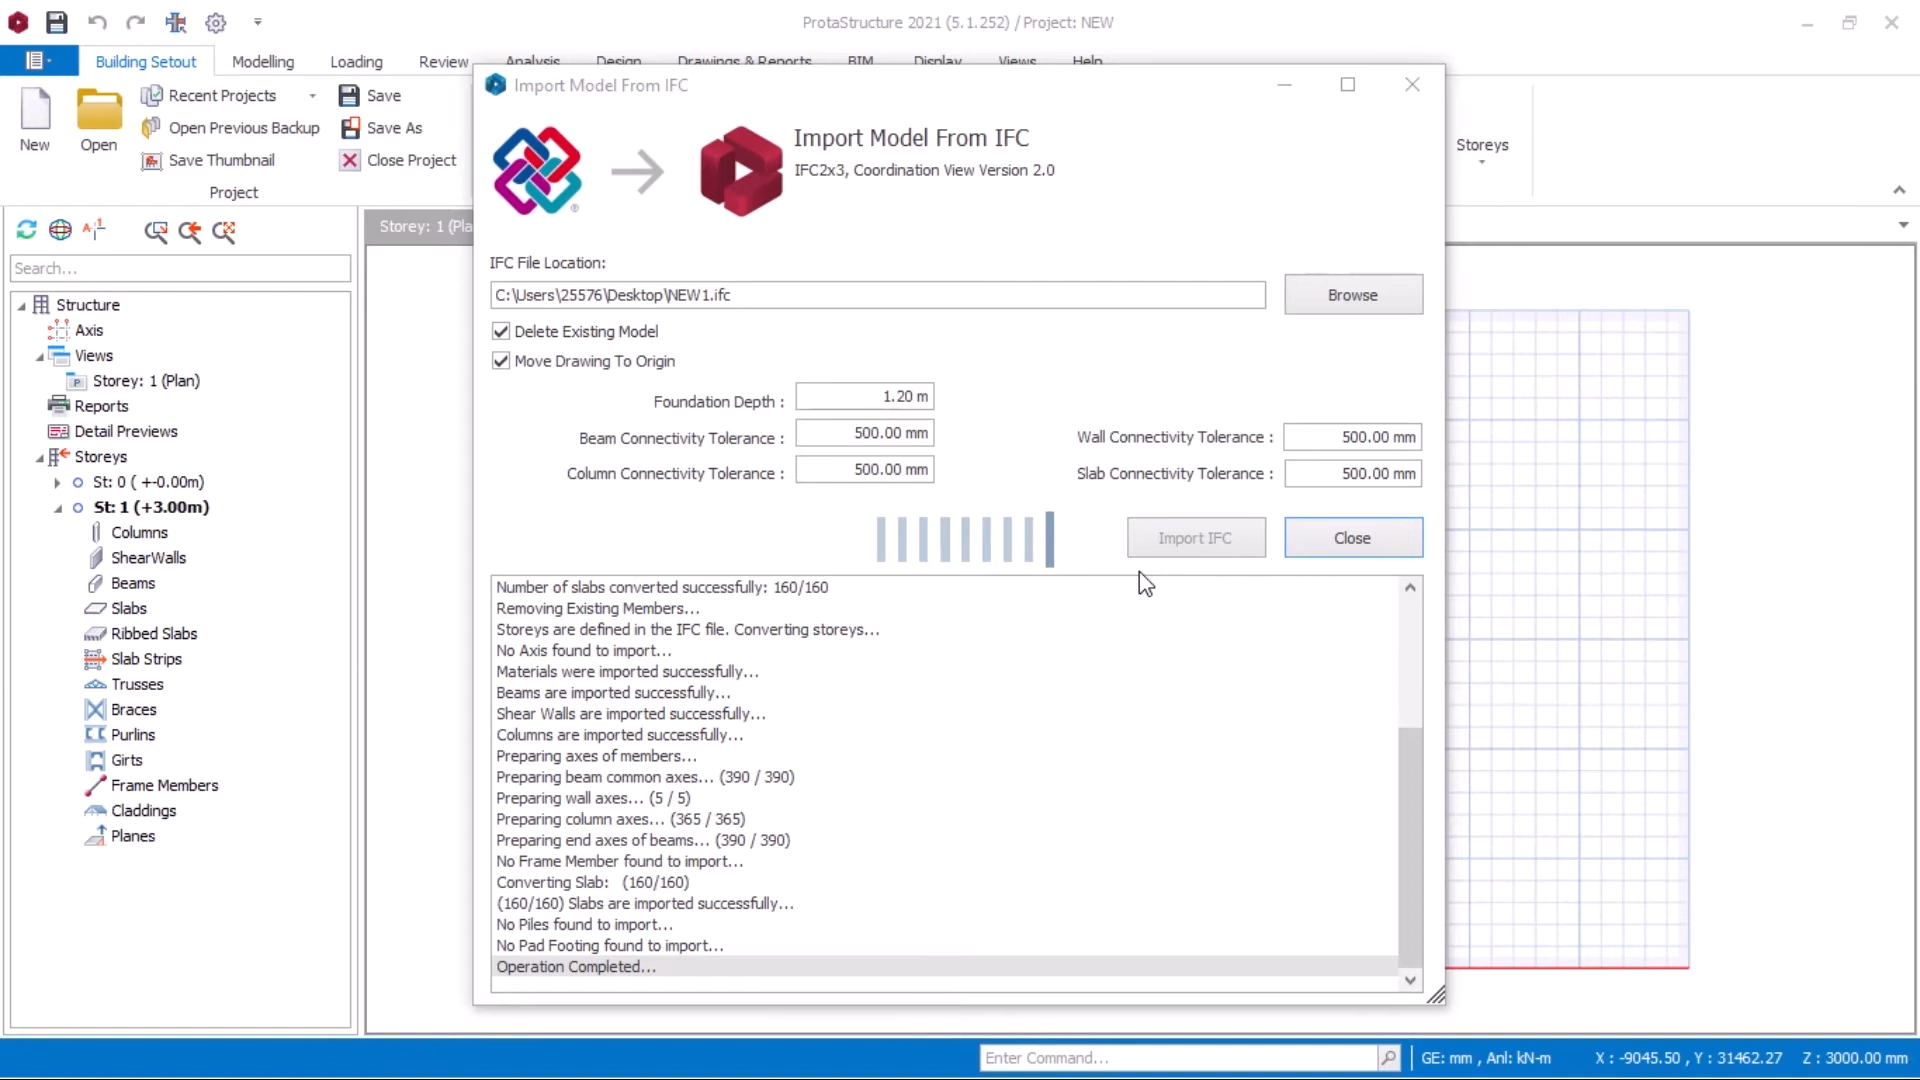 ProtaStructure 2021 (5.1.252) / Project: NEW
Building Setout Modelling Loading Review Analysis Design Drawings & Reports BIM Display Views Help
New
Open
Recent Projects
Open Previous Backup
Save Thumbnail
Save
Save As
Close Project
Project
Storeys
Search...
Structure
Axis
Views
Storey: 1 (Plan)
Reports
Detail Previews
Storeys
St: 0 ( +-0.00m)
St: 1 (+3.00m)
Columns
ShearWalls
Beams
Slabs
Ribbed Slabs
Slab Strips
Trusses
Braces
Purlins
Girts
Frame Members
Claddings
Planes
Storey: 1 (Pla
Import Model From IFC
Import Model From IFC
IFC2x3, Coordination View Version 2.0
IFC File Location:
C:\Users\25576\Desktop\NEW1.ifc
Browse
Delete Existing Model
Move Drawing To Origin
Foundation Depth : 1.20 m
Beam Connectivity Tolerance : 500.00 mm
Wall Connectivity Tolerance : 500.00 mm
Column Connectivity Tolerance : 500.00 mm
Slab Connectivity Tolerance : 500.00 mm
Import IFC
Close
Number of slabs converted successfully: 160/160
Removing Existing Members...
Storeys are defined in the IFC file. Converting storeys...
No Axis found to import...
Materials were imported successfully...
Beams are imported successfully...
Shear Walls are imported successfully...
Columns are imported successfully...
Preparing axes of members...
Preparing beam common axes... (390 / 390)
Preparing wall axes... (5 / 5)
Preparing column axes... (365 / 365)
Preparing end axes of beams... (390 / 390)
No Frame Member found to import...
Converting Slab: (160/160)
(160/160) Slabs are imported successfully...
No Piles found to import...
No Pad Footing found to import...
Operation Completed...
Enter Command...
GE: mm , Anl: kN-m
X : -9045.50 , Y : 31462.27 Z : 3000.00 mm